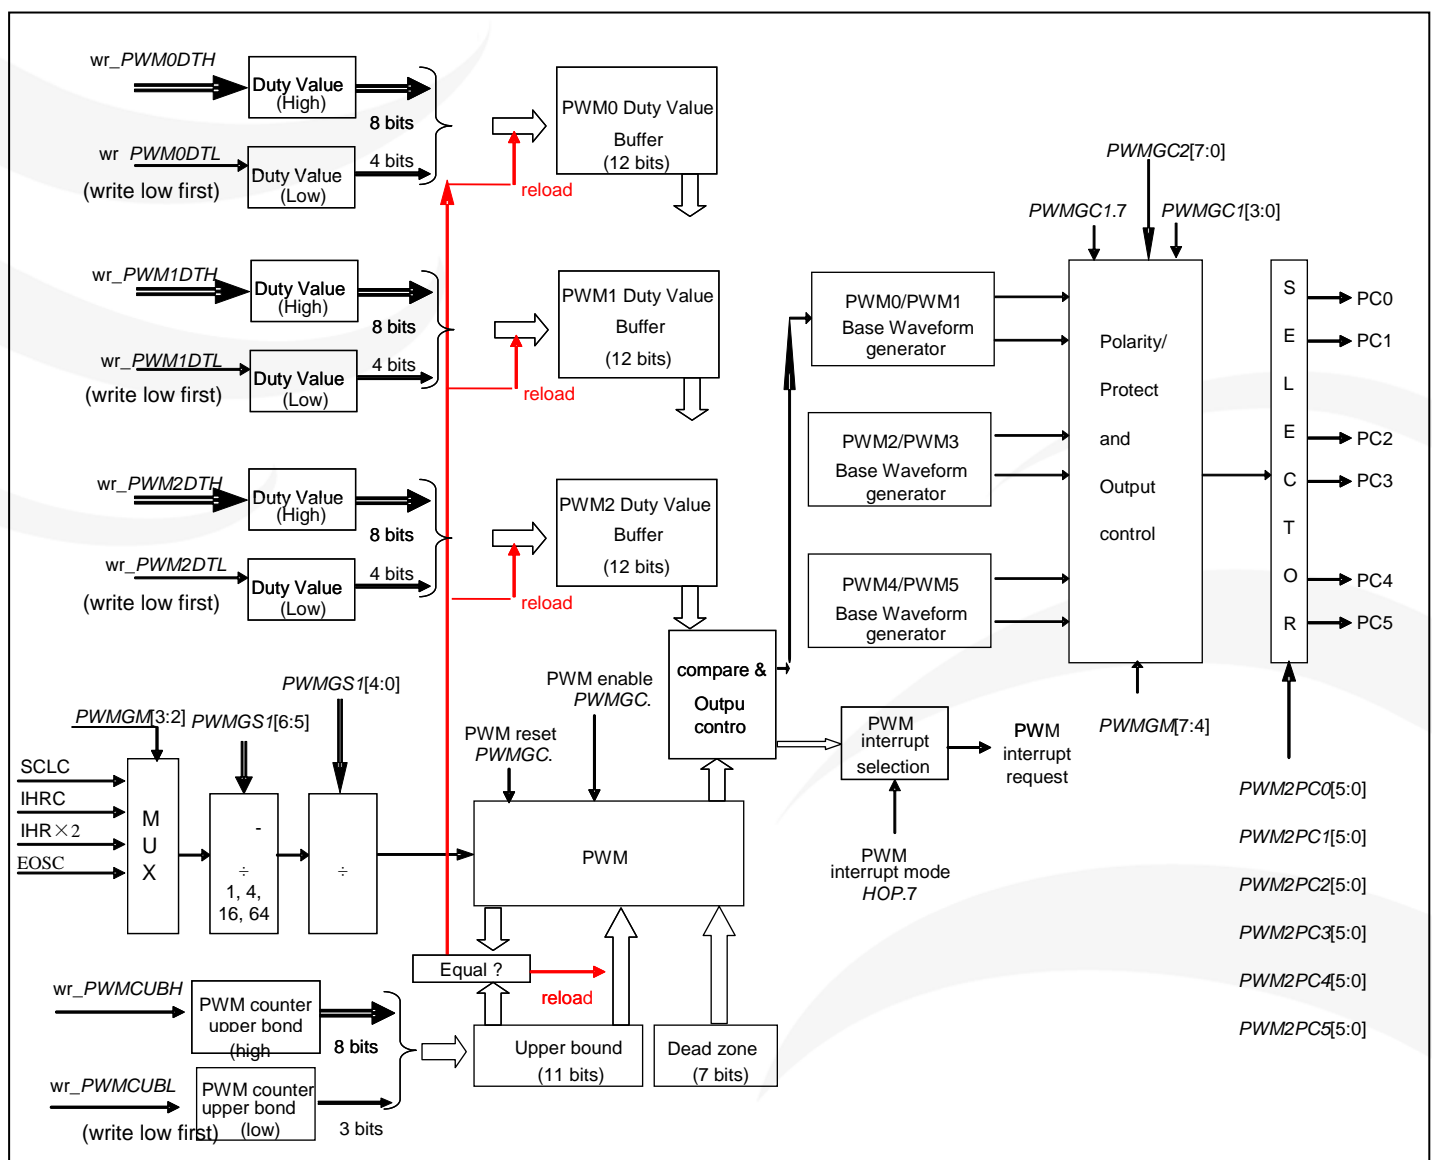 wr_PWM0DTH
Duty Value
(High)
8 bits
wr PWM0DTL
(write low first)
Duty Value
(Low)
4 bits
reload
PWM0 Duty Value
Buffer
(12 bits)
wr_PWM1DTH
Duty Value
(High)
8 bits
wr_PWM1DTL
(write low first)
Duty Value
(Low)
4 bits
reload
PWM1 Duty Value
Buffer
(12 bits)
wr_PWM2DTH
Duty Value
(High)
8 bits
wr_PWM2DTL
(write low first)
Duty Value
(Low)
4 bits
reload
PWM2 Duty Value
Buffer
(12 bits)
PWMGC2[7:0]
PWMGC1.7
PWMGC1[3:0]
PWM0/PWM1
Base Waveform
generator
PWM2/PWM3
Base Waveform
generator
PWM4/PWM5
Base Waveform
generator
Polarity/
Protect
and
Output
control
S
E
L
E
C
T
O
R
PC0
PC1
PC2
PC3
PC4
PC5
PWMGM[7:4]
PWM2PC0[5:0]
PWM2PC1[5:0]
PWM2PC2[5:0]
PWM2PC3[5:0]
PWM2PC4[5:0]
PWM2PC5[5:0]
compare &
Outpu
contro
PWM
interrupt
selection
PWM
interrupt
request
PWM
interrupt mode
HOP.7
PWMGM[3:2]
PWMGS1[6:5]
PWMGS1[4:0]
SCLC
IHRC
IHR×2
EOSC
M
U
X
-
÷
1, 4,
16, 64
÷
PWM reset
PWMGC.
PWM enable
PWMGC.
PWM
Equal ?
reload
wr_PWMCUBH
PWM counter
upper bond
(high
8 bits
wr_PWMCUBL
(write low first)
PWM counter
upper bond
(low)
3 bits
Upper bound
(11 bits)
Dead zone
(7 bits)